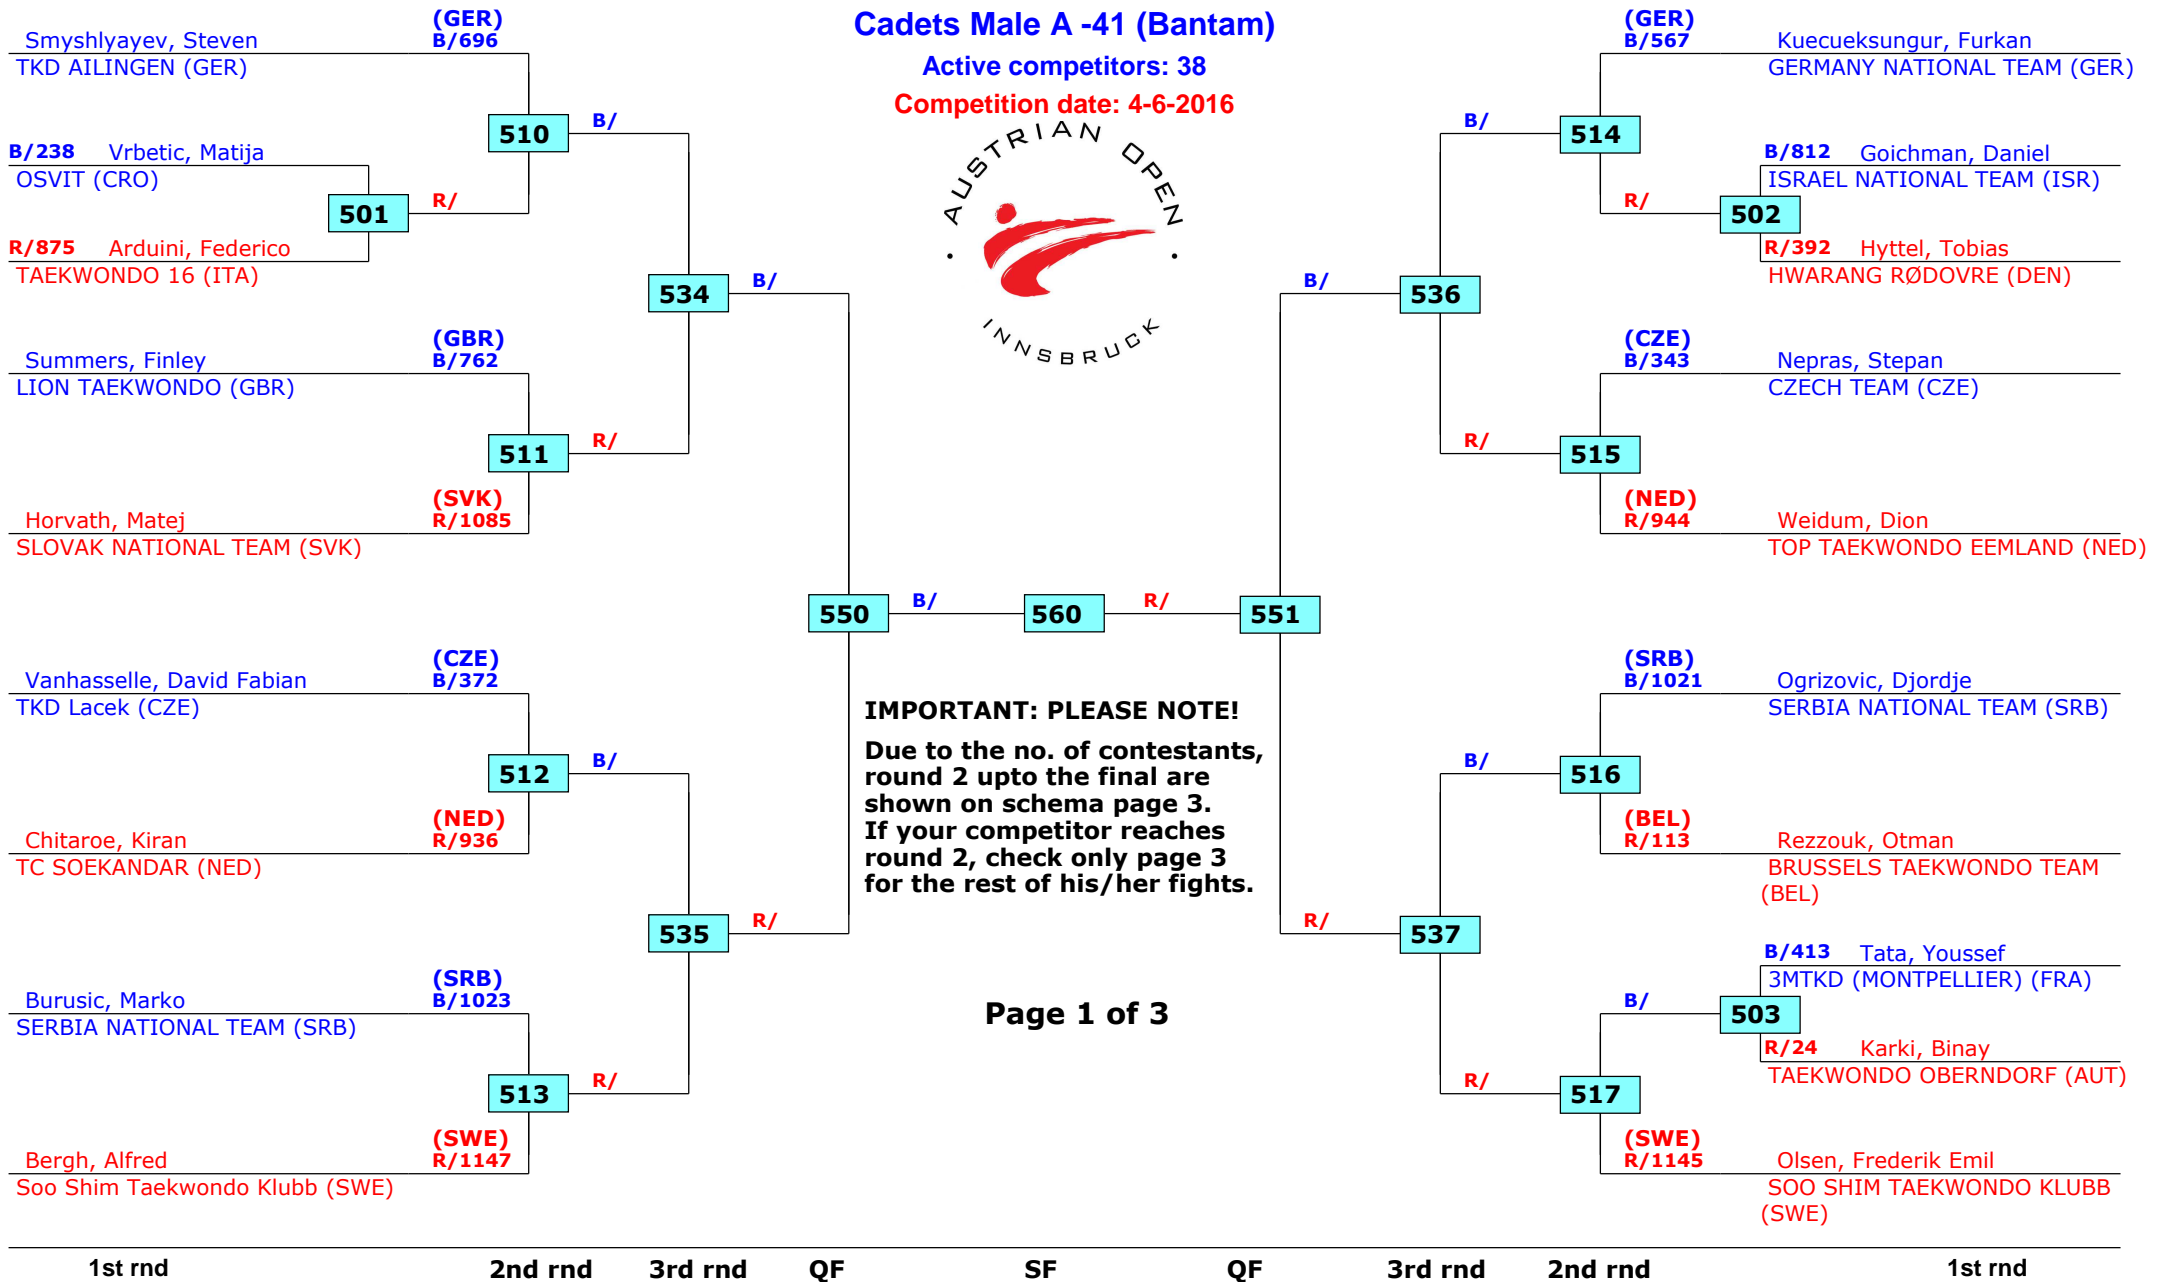 Cadets Male A -41 (Bantam)
Active competitors: 38
Competition date: 4-6-2016
AUSTRIAN OPEN
INNSBRUCK
(GER)
Smyshlyayev, Steven B/696
TKD AILINGEN (GER)
510
B/
B/238 Vrbetic, Matija
OSVIT (CRO)
501
R/
R/875 Arduini, Federico
TAEKWONDO 16 (ITA)
534
B/
(GBR)
Summers, Finley B/762
LION TAEKWONDO (GBR)
511
R/
(SVK)
Horvath, Matej R/1085
SLOVAK NATIONAL TEAM (SVK)
550
B/
560
R/
551
(CZE)
Vanhasselle, David Fabian B/372
TKD Lacek (CZE)
512
B/
(NED)
Chitaroe, Kiran R/936
TC SOEKANDAR (NED)
535
R/
(SRB)
Burusic, Marko B/1023
SERBIA NATIONAL TEAM (SRB)
513
R/
(SWE)
Bergh, Alfred R/1147
Soo Shim Taekwondo Klubb (SWE)
IMPORTANT: PLEASE NOTE!
Due to the no. of contestants,
round 2 upto the final are
shown on schema page 3.
If your competitor reaches
round 2, check only page 3
for the rest of his/her fights.
Page 1 of 3
(GER)
B/567 Kuecueksungur, Furkan
GERMANY NATIONAL TEAM (GER)
B/
514
B/812 Goichman, Daniel
ISRAEL NATIONAL TEAM (ISR)
R/
502
R/392 Hyttel, Tobias
HWARANG RØDOVRE (DEN)
B/
536
(CZE)
B/343 Nepras, Stepan
CZECH TEAM (CZE)
R/
515
(NED)
R/944 Weidum, Dion
TOP TAEKWONDO EEMLAND (NED)
(SRB)
B/1021 Ogrizovic, Djordje
SERBIA NATIONAL TEAM (SRB)
B/
516
(BEL)
R/113 Rezzouk, Otman
BRUSSELS TAEKWONDO TEAM
(BEL)
R/
537
B/413 Tata, Youssef
3MTKD (MONTPELLIER) (FRA)
B/
503
R/24 Karki, Binay
TAEKWONDO OBERNDORF (AUT)
R/
517
(SWE)
R/1145 Olsen, Frederik Emil
SOO SHIM TAEKWONDO KLUBB
(SWE)
1st rnd 2nd rnd 3rd rnd QF SF QF 3rd rnd 2nd rnd 1st rnd